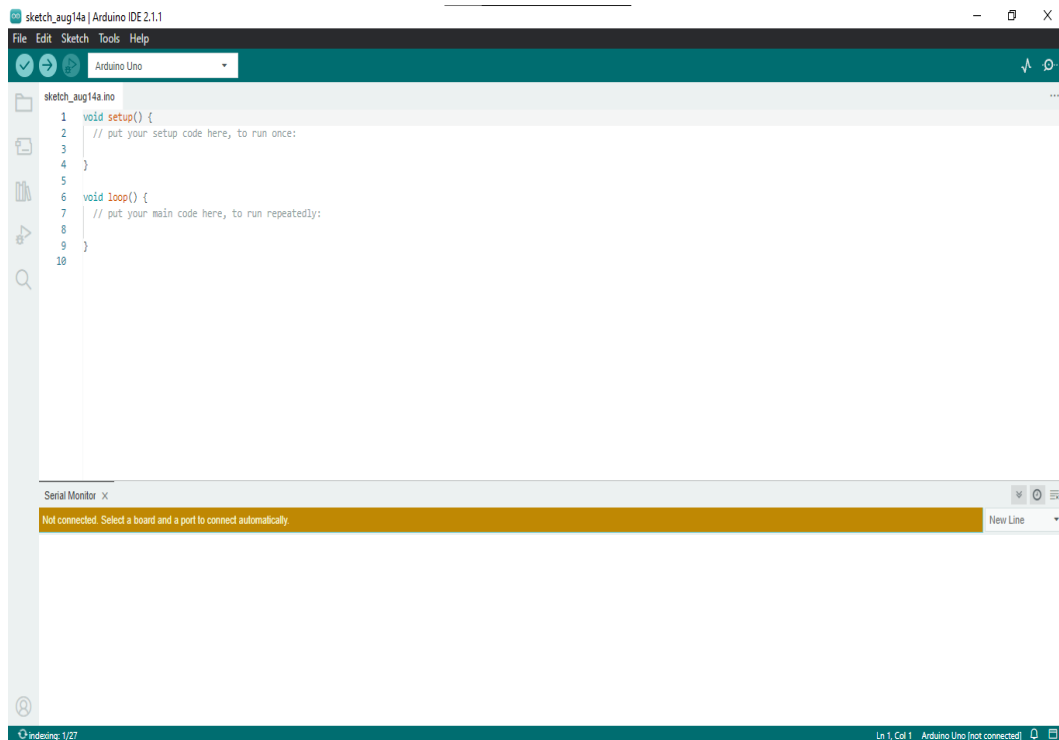 sketch_aug14a | Arduino IDE 2.1.1
File Edit Sketch Tools Help
Arduino Uno
sketch_aug14a.ino
1 void setup() {
2 // put your setup code here, to run once:
3
4 }
5
6 void loop() {
7 // put your main code here, to run repeatedly:
8
9 }
10
Serial Monitor
Not connected. Select a board and a port to connect automatically.
New Line
indexing: 1/27
Ln 1, Col 1 Arduino Uno [not connected]